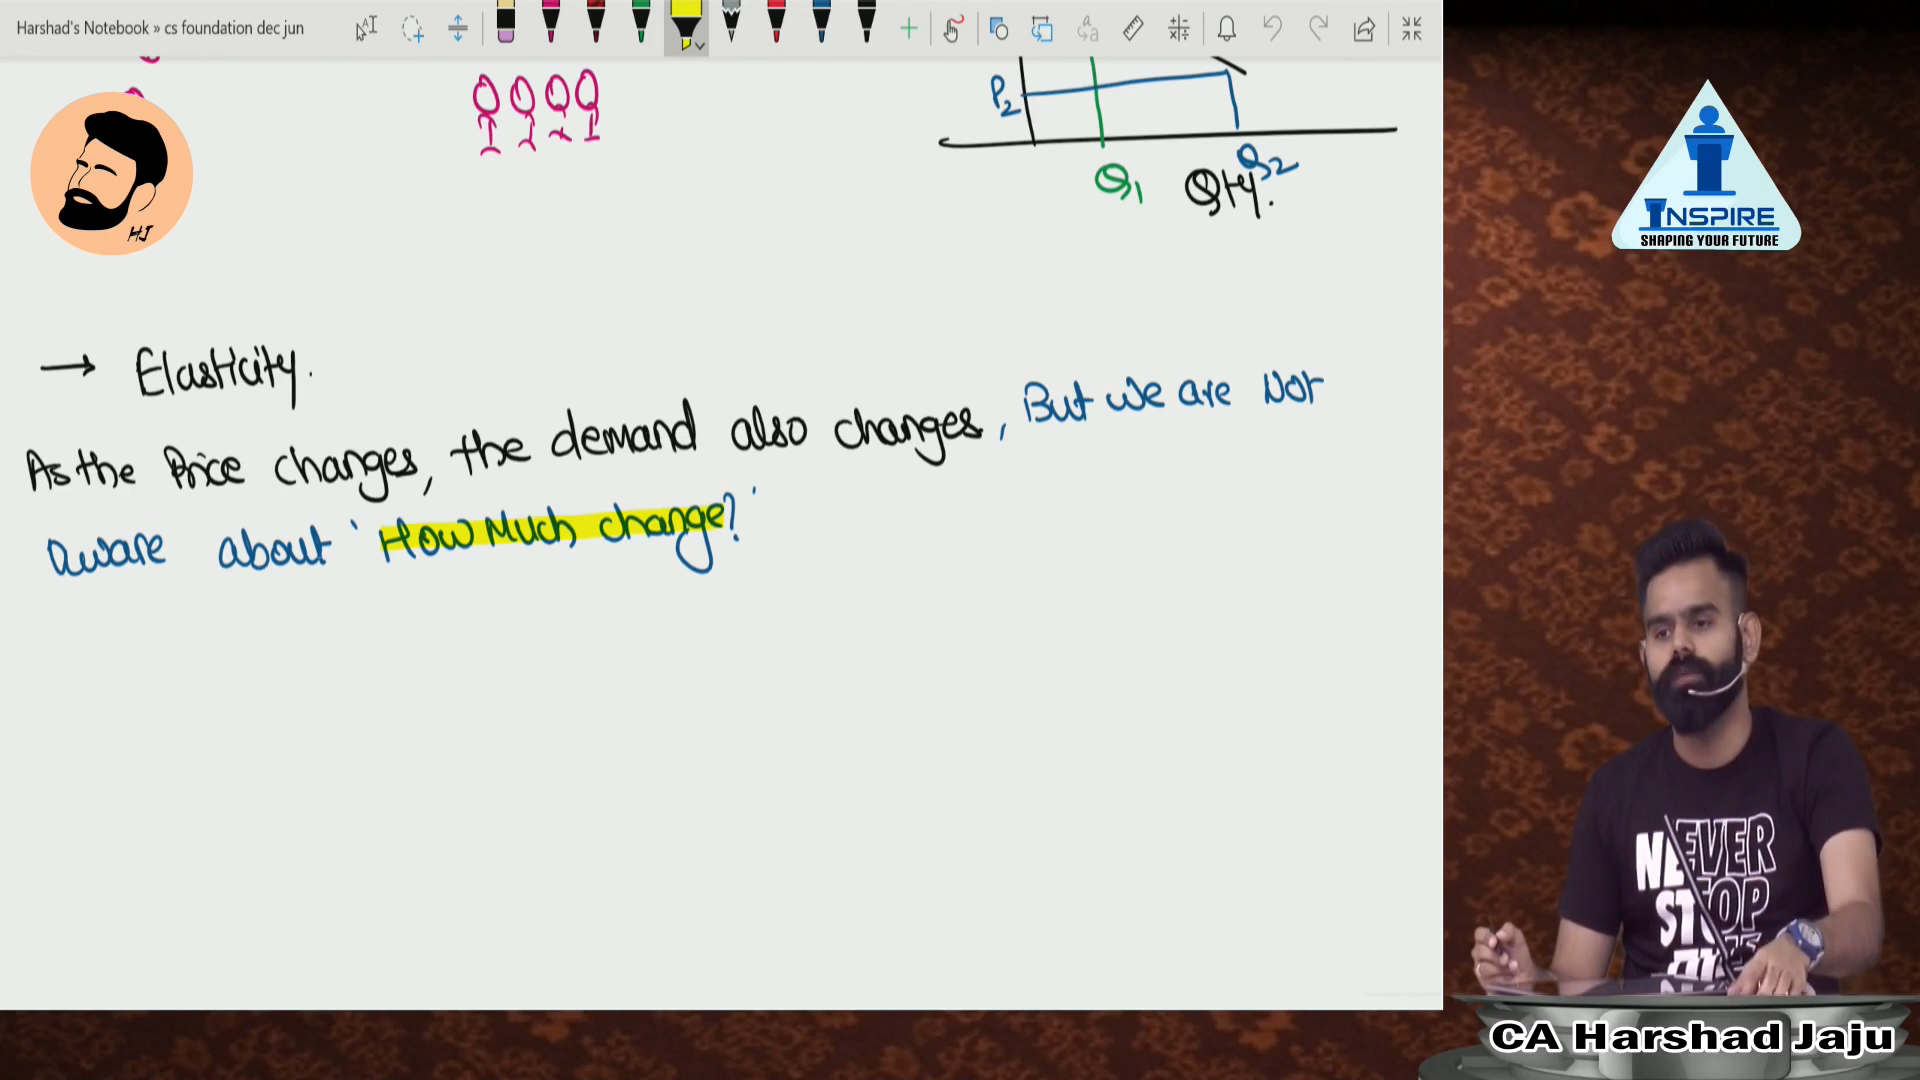 Harshad's Notebook » cs foundation dec jun
P2
Q1
Q2
Qty.
HJ
INSPIRE
SHAPING YOUR FUTURE
→ Elasticity.
As the Price changes, the demand also changes, But we are Not
aware about 'How Much change?'
NEVER
STOP
CA Harshad Jaju